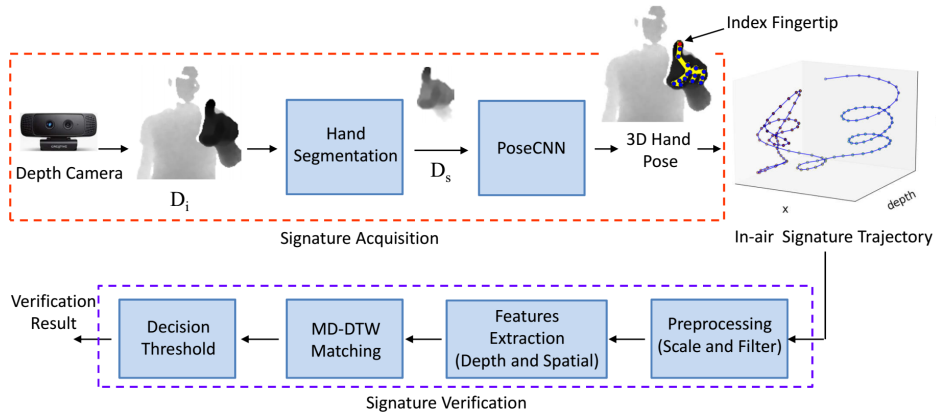 Index Fingertip
Hand
Segmentation
PoseCNN
Depth Camera
D_i
D_s
3D Hand
Pose
x
depth
Signature Acquisition
In-air Signature Trajectory
Verification
Result
Decision
Threshold
MD-DTW
Matching
Features
Extraction
(Depth and Spatial)
Preprocessing
(Scale and Filter)
Signature Verification